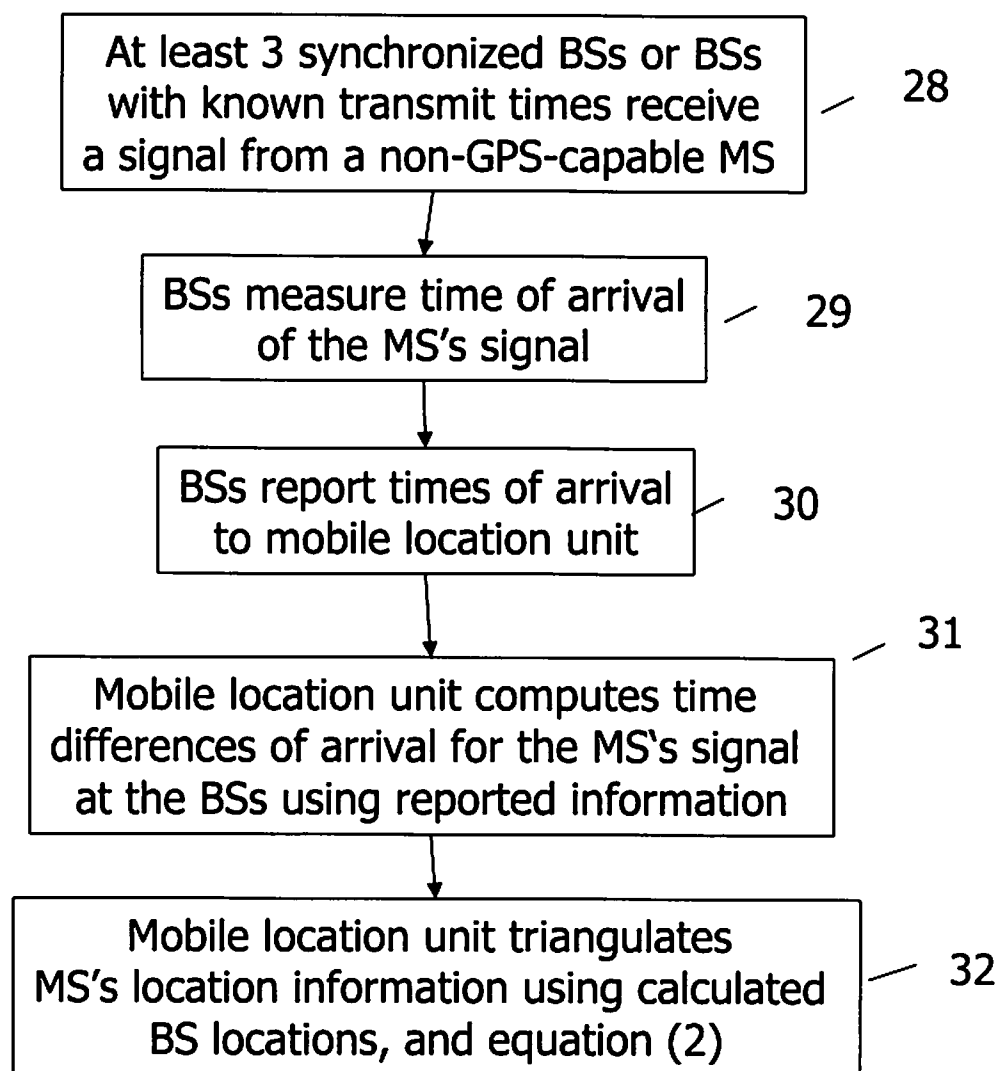 At least 3 synchronized BSs or BSs
with known transmit times receive
a signal from a non-GPS-capable MS
28
BSs measure time of arrival
of the MS's signal
29
BSs report times of arrival
to mobile location unit
30
31
Mobile location unit computes time
differences of arrival for the MS‘s signal
at the BSs using reported information
Mobile location unit triangulates
MS's location information using calculated
BS locations, and equation (2)
32